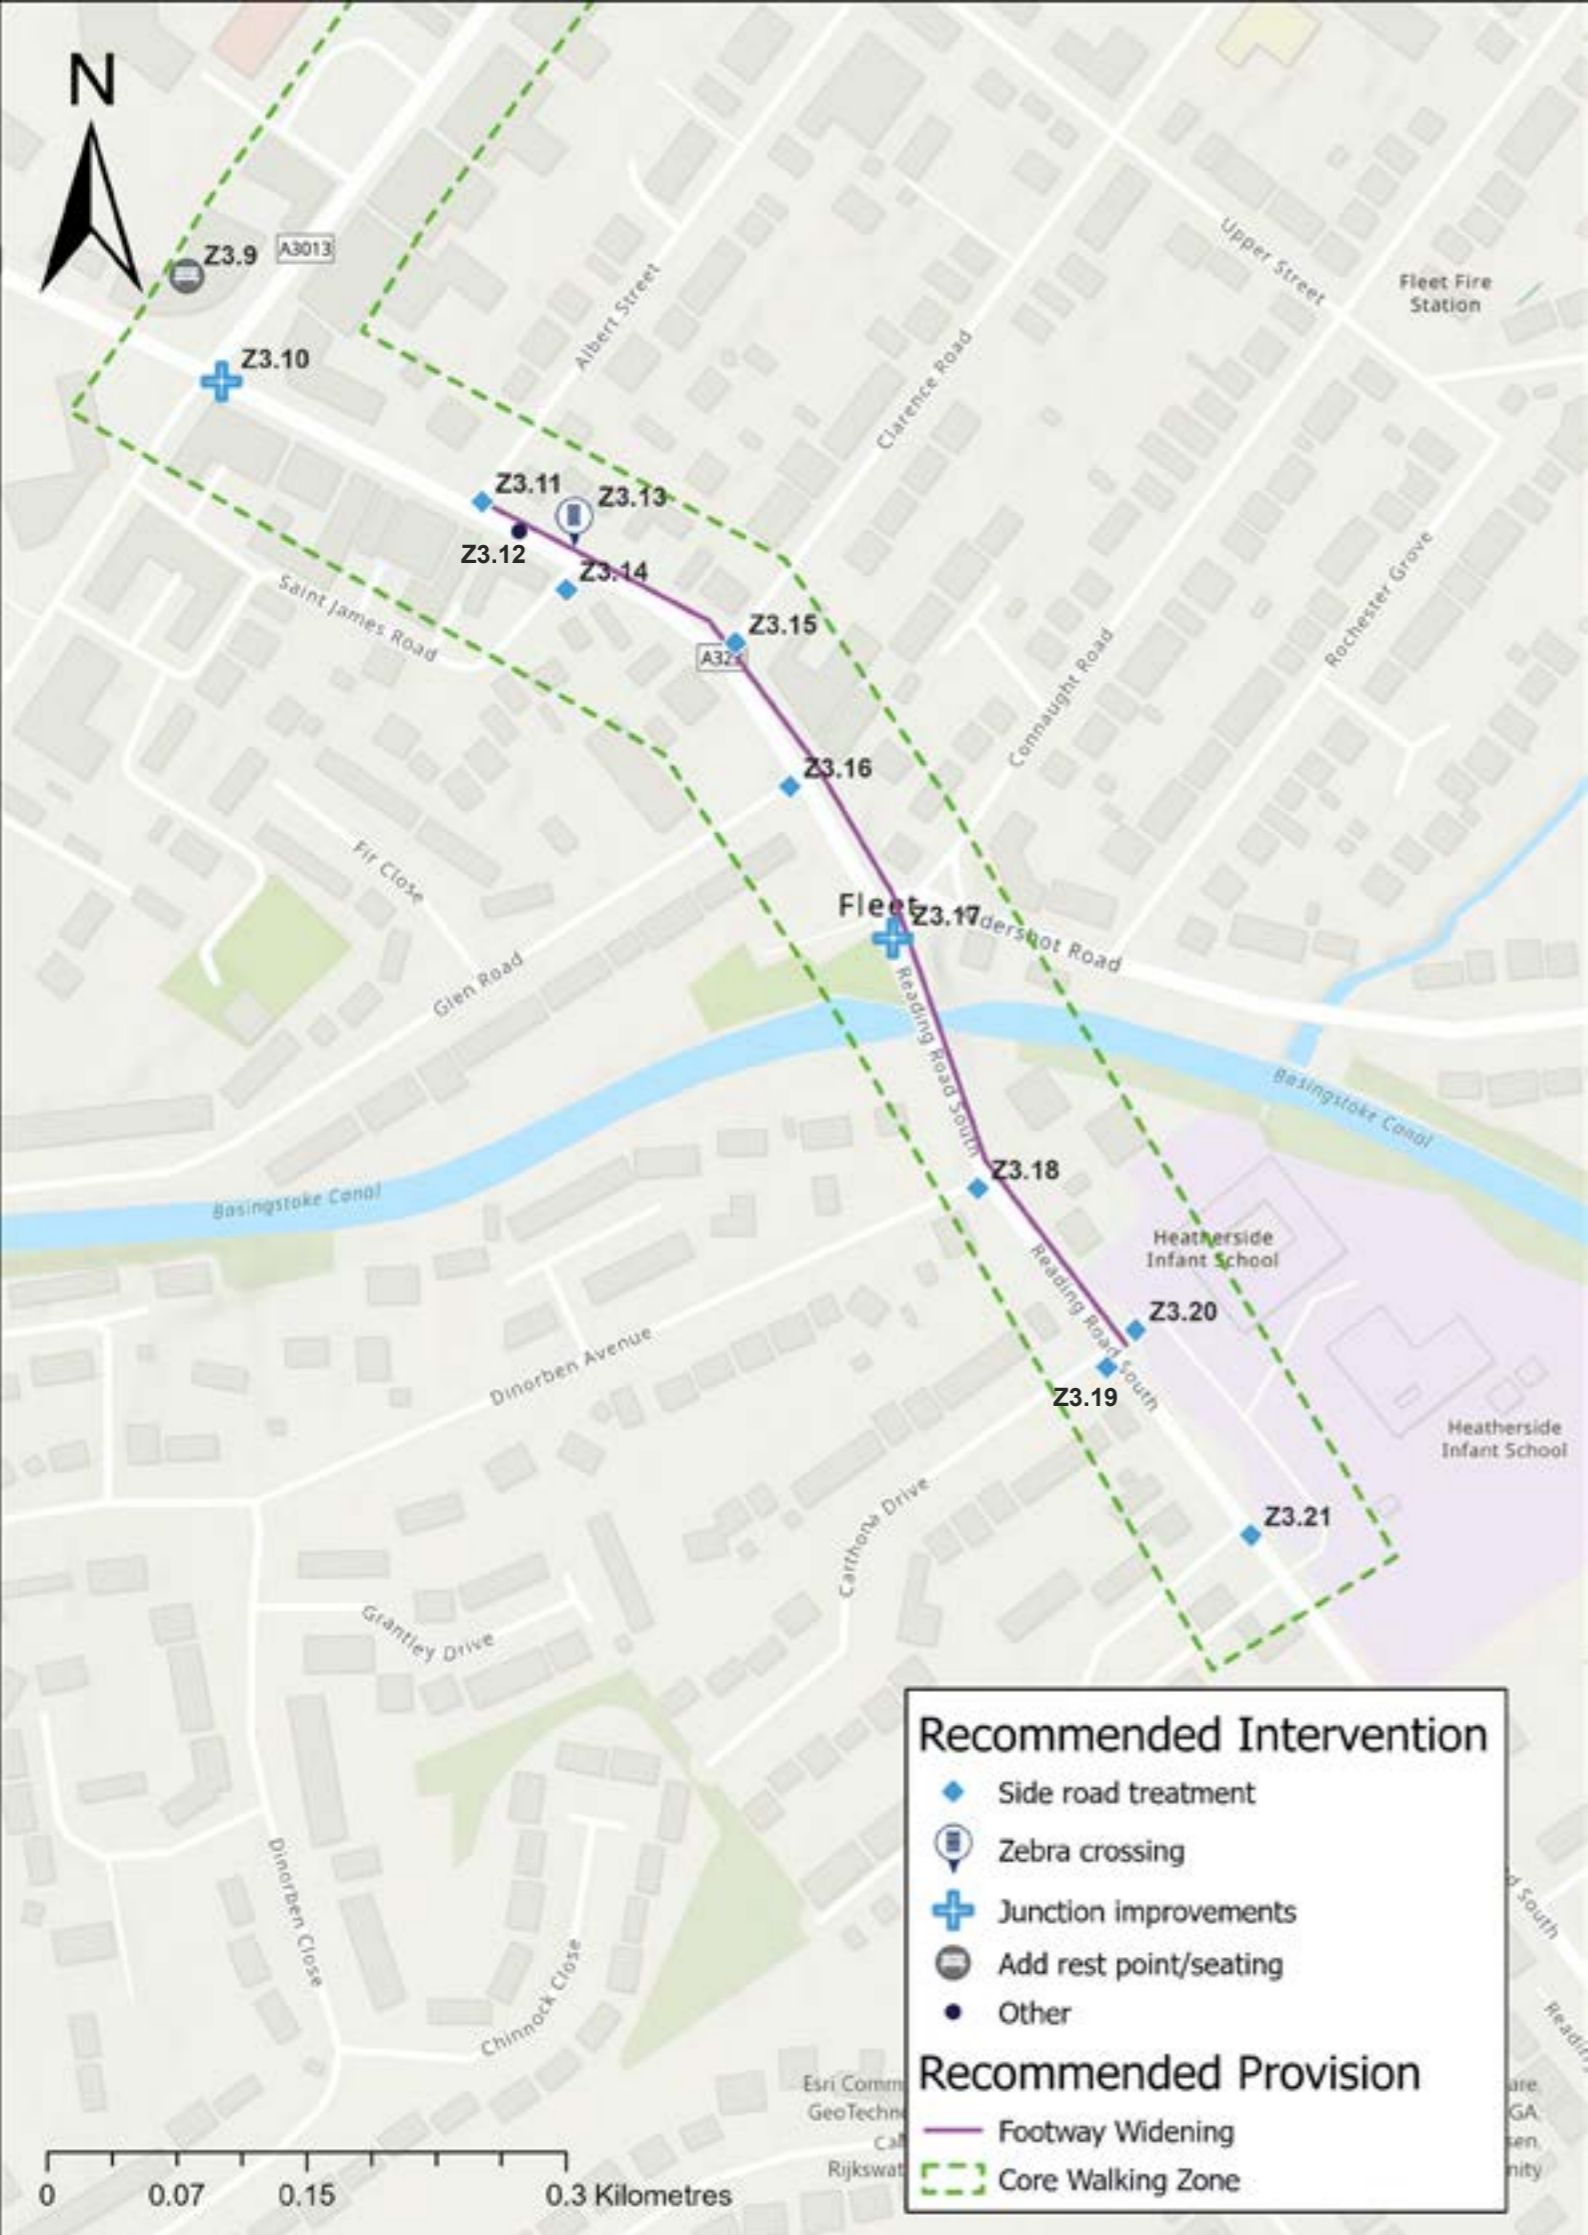 N
Z3.9
A3013
Upper Street
Fleet Fire
Station
Albert Street
Z3.10
Clarence Road
Z3.11
Z3.13
Z3.12
Z3.14
Saint James Road
Rochester Grove
Z3.15
Connaught Road
Z3.16
Fir Close
Fleet
Z3.17
Road
Glen Road
Reading Road South
Basingstoke Canal
Z3.18
Basingstoke Canal
Heatherside
Infant School
Reading Road South
Z3.20
Dinorben Avenue
Z3.19
Heatherside
Infant School
Carthona Drive
Z3.21
Grantley Drive
Recommended Intervention
Side road treatment
Zebra crossing
Junction improvements
Add rest point/seating
Other
Recommended Provision
Footway Widening
Core Walking Zone
Dinorben Close
Chinnock Close
South
Esri
0 0.07 0.15 0.3 Kilometres